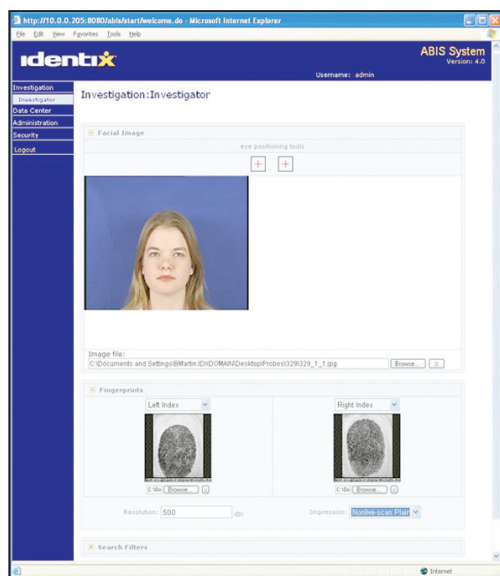 http://10.0.0.205:8080/abis/start/welcome.do - Microsoft Internet Explorer
File Edit View Favorites Tools Help
identix
ABIS System
Version: 4.0
Username: admin
Investigation
Investigator
Data Center
Administration
Security
Logout
Investigation:Investigator
Facial Image
eye positioning tools
Image file:
Browse...
Fingerprints
Left Index
Right Index
Browse...
Browse...
Resolution: 500 dpi
Impression: Nonlive-scan Plain
Search Filters
Internet